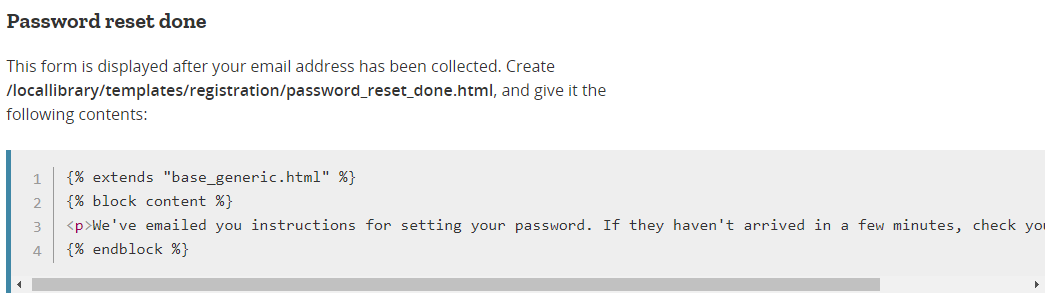 Password reset done
This form is displayed after your email address has been collected. Create
/locallibrary/templates/registration/password_reset_done.html, and give it the
following contents:
1 {% extends "base_generic.html" %}
2 {% block content %}
3 <p>We've emailed you instructions for setting your password. If they haven't arrived in a few minutes, check
4 {% endblock %}